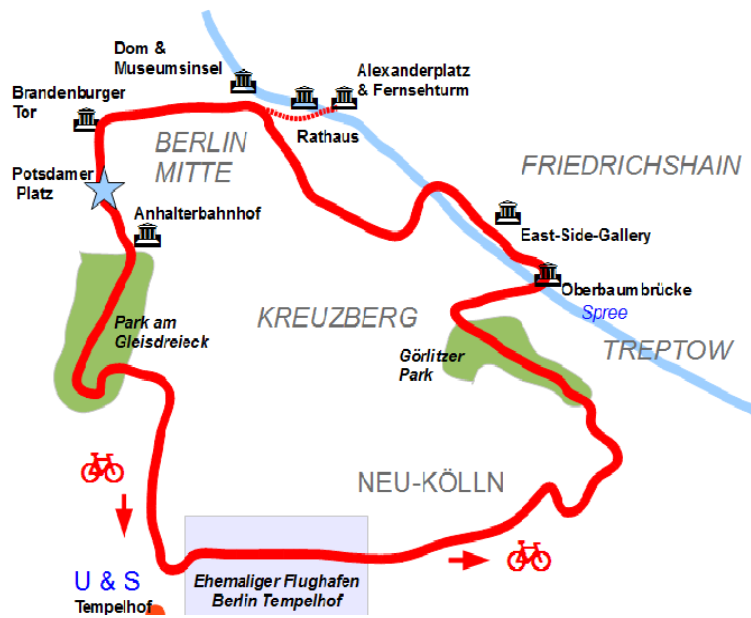 Dom &
Museumsinsel
Alexanderplatz
& Fernsehturm
Brandenburger
Tor
Rathaus
BERLIN
MITTE
FRIEDRICHSHAIN
Potsdamer
Platz
Anhalterbahnhof
East-Side-Gallery
Oberbaumbrücke
Spree
Park am
Gleisdreieck
KREUZBERG
TREPTOW
Görlitzer
Park
NEU-KÖLLN
U & S
Tempelhof
Ehemaliger Flughafen
Berlin Tempelhof